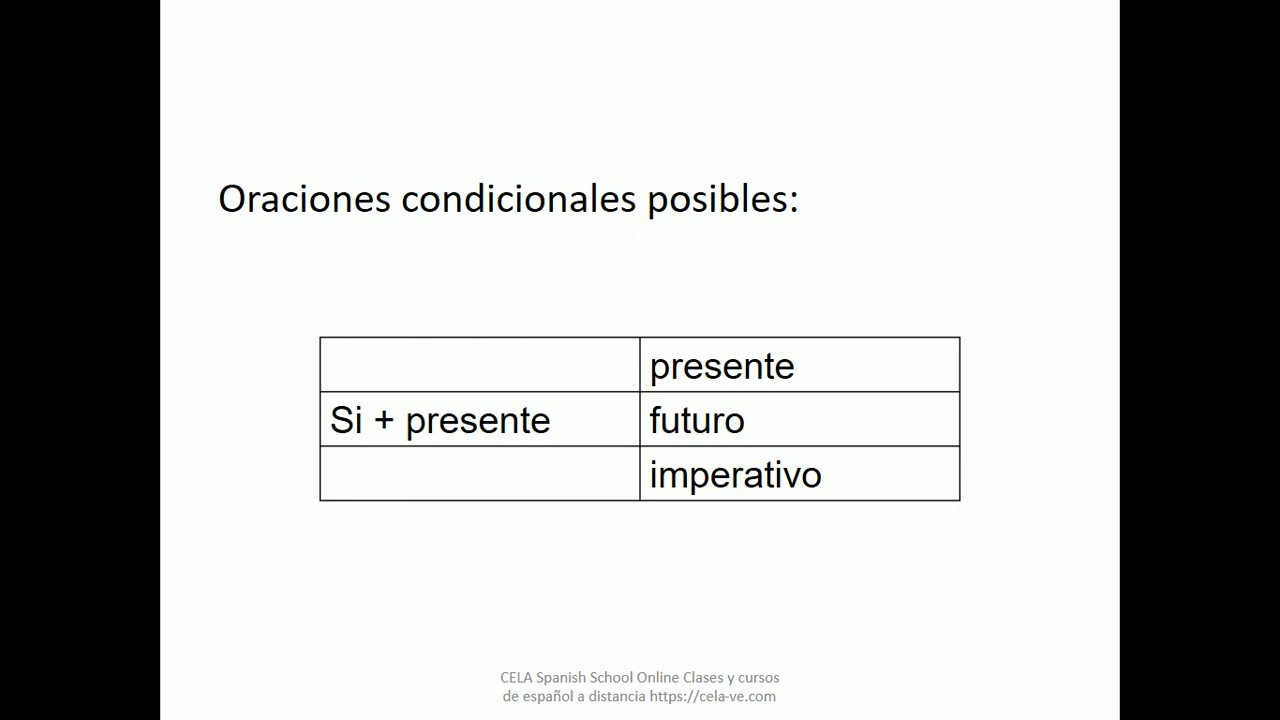 Oraciones condicionales posibles:
presente
Si + presente futuro
imperativo
CELA Spanish School Online Clases y cursos
de español a distancia https://cela-ve.com